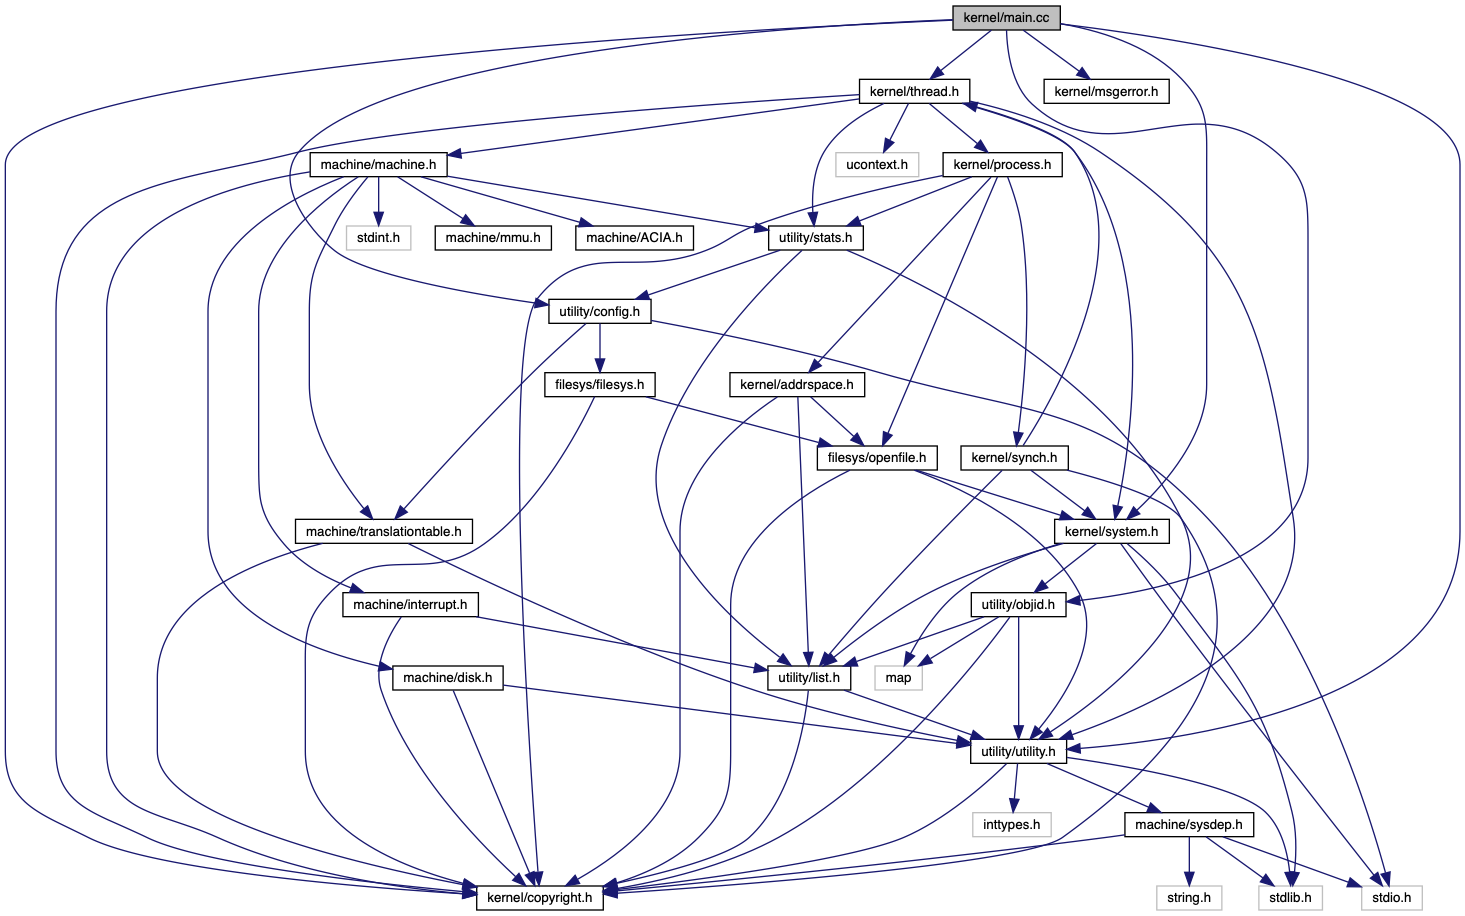 kernel/main.cc
kernel/thread.h
kernel/msgerror.h
machine/machine.h
ucontext.h
kernel/process.h
stdint.h
machine/mmu.h
machine/ACIA.h
utility/stats.h
utility/config.h
filesys/filesys.h
kernel/addrspace.h
filesys/openfile.h
kernel/synch.h
machine/translationtable.h
kernel/system.h
machine/interrupt.h
utility/objid.h
machine/disk.h
utility/list.h
map
utility/utility.h
inttypes.h
machine/sysdep.h
kernel/copyright.h
string.h
stdlib.h
stdio.h